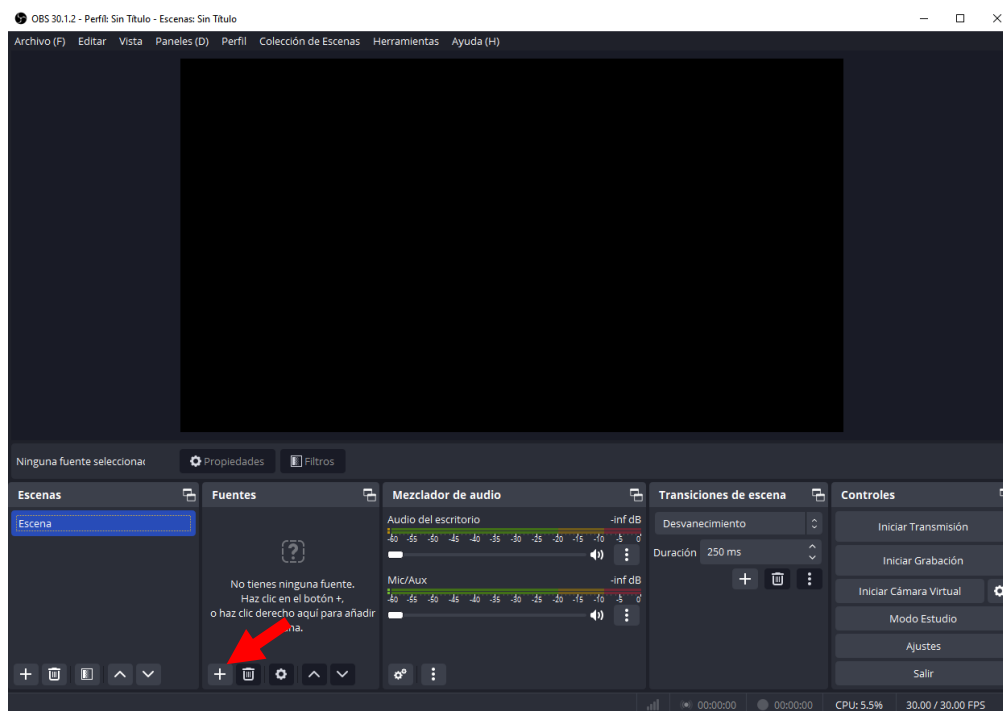 OBS 30.1.2 - Perfil: Sin Título - Escenas: Sin Título
Archivo (F) Editar Vista Paneles (D) Perfil Colección de Escenas Herramientas Ayuda (H)
Ninguna fuente seleccionac
Propiedades
Filtros
Escenas
Escena
Fuentes
No tienes ninguna fuente.
Haz clic en el botón +,
o haz clic derecho aquí para añadir
Mezclador de audio
Audio del escritorio -inf dB
-60 -55 -50 -45 -40 -35 -30 -25 -20 -15 -10 -5 0
Mic/Aux -inf dB
-60 -55 -50 -45 -40 -35 -30 -25 -20 -15 -10 -5 0
Transiciones de escena
Desvanecimiento
Duración 250 ms
Controles
Iniciar Transmisión
Iniciar Grabación
Iniciar Cámara Virtual
Modo Estudio
Ajustes
Salir
00:00:00 00:00:00 CPU: 5.5% 30.00 / 30.00 FPS